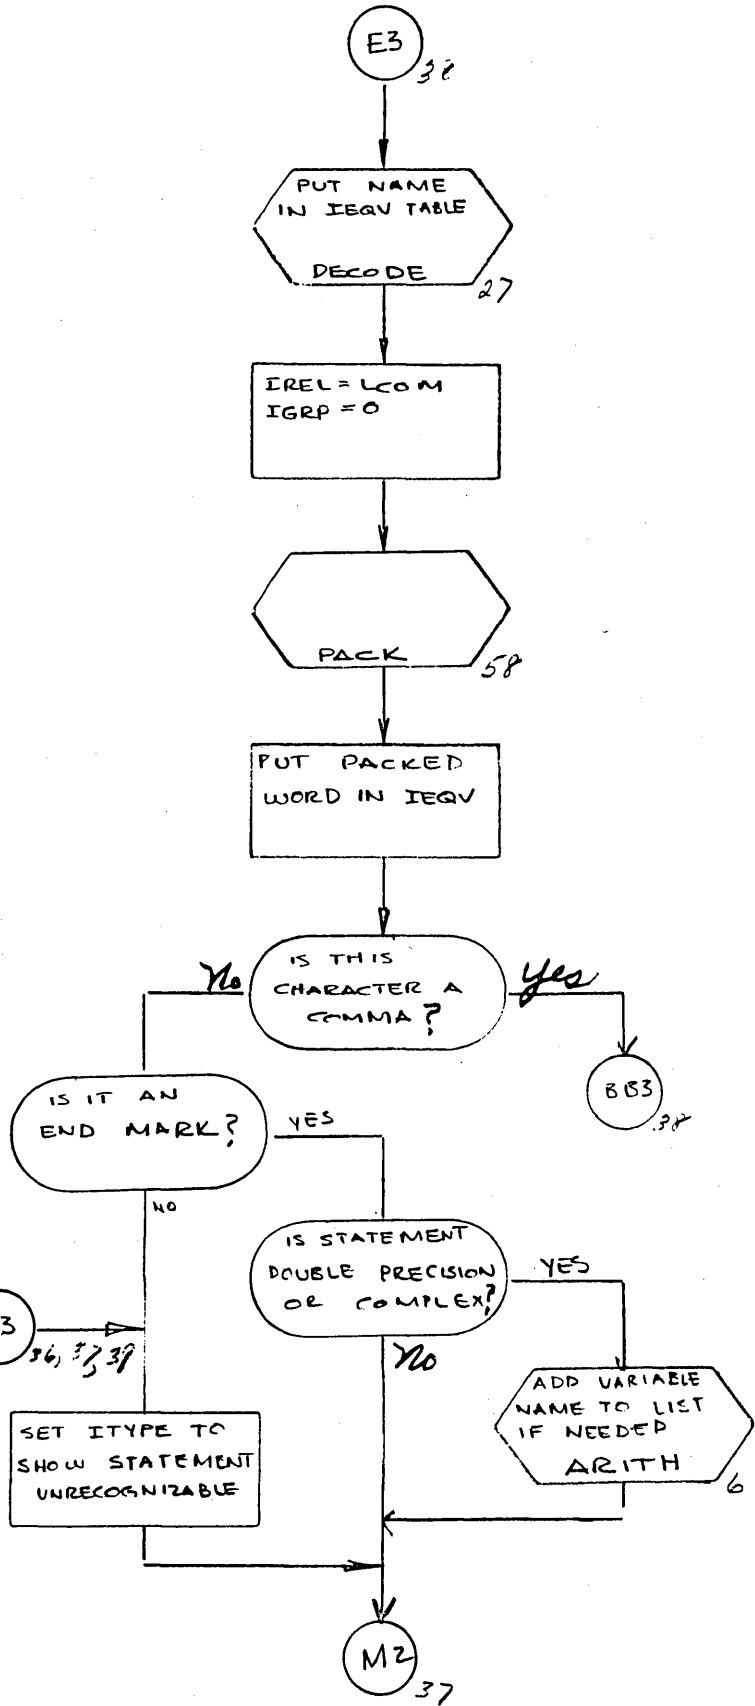 E3
38
PUT NAME
IN IEQV TABLE
DECODE
27
IREL = LCOM
IGRP = 0
PACK
58
PUT PACKED
WORD IN IEQV
IS THIS
CHARACTER A
COMMA?
No
Yes
BB3
38
IS IT AN
END MARK?
YES
NO
IS STATEMENT
DOUBLE PRECISION
OR COMPLEX?
YES
No
3
36, 37, 39
ADD VARIABLE
NAME TO LIST
IF NEEDED
ARITH
6
SET ITYPE TO
SHOW STATEMENT
UNRECOGNIZABLE
M2
37